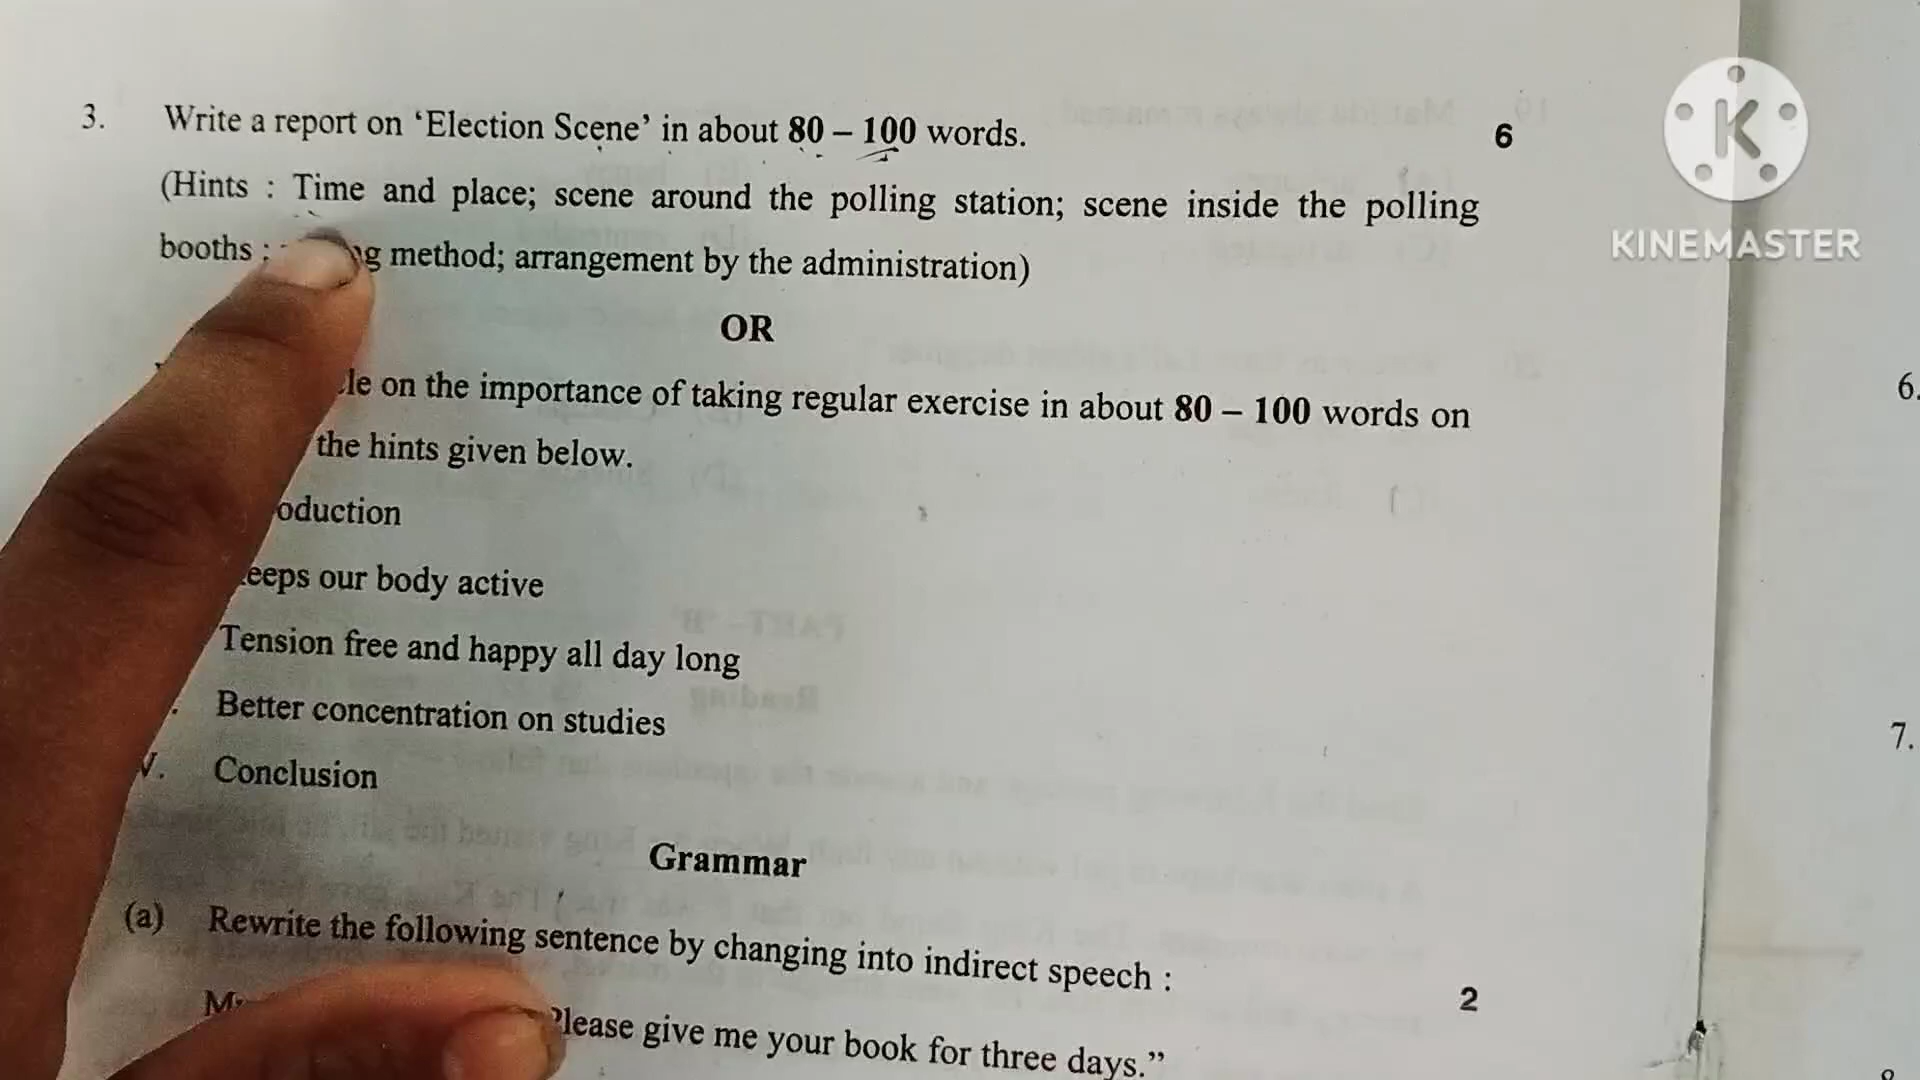 3. Write a report on ‘Election Scene’ in about 80 – 100 words. 6
(Hints : Time and place; scene around the polling station; scene inside the polling
booths : method; arrangement by the administration)
OR
on the importance of taking regular exercise in about 80 – 100 words on
the hints given below.
our body active
Tension free and happy all day long
Better concentration on studies
V. Conclusion
Grammar
(a) Rewrite the following sentence by changing into indirect speech : 2
Please give me your book for three days.”
6.
7.
K
KINEMASTER